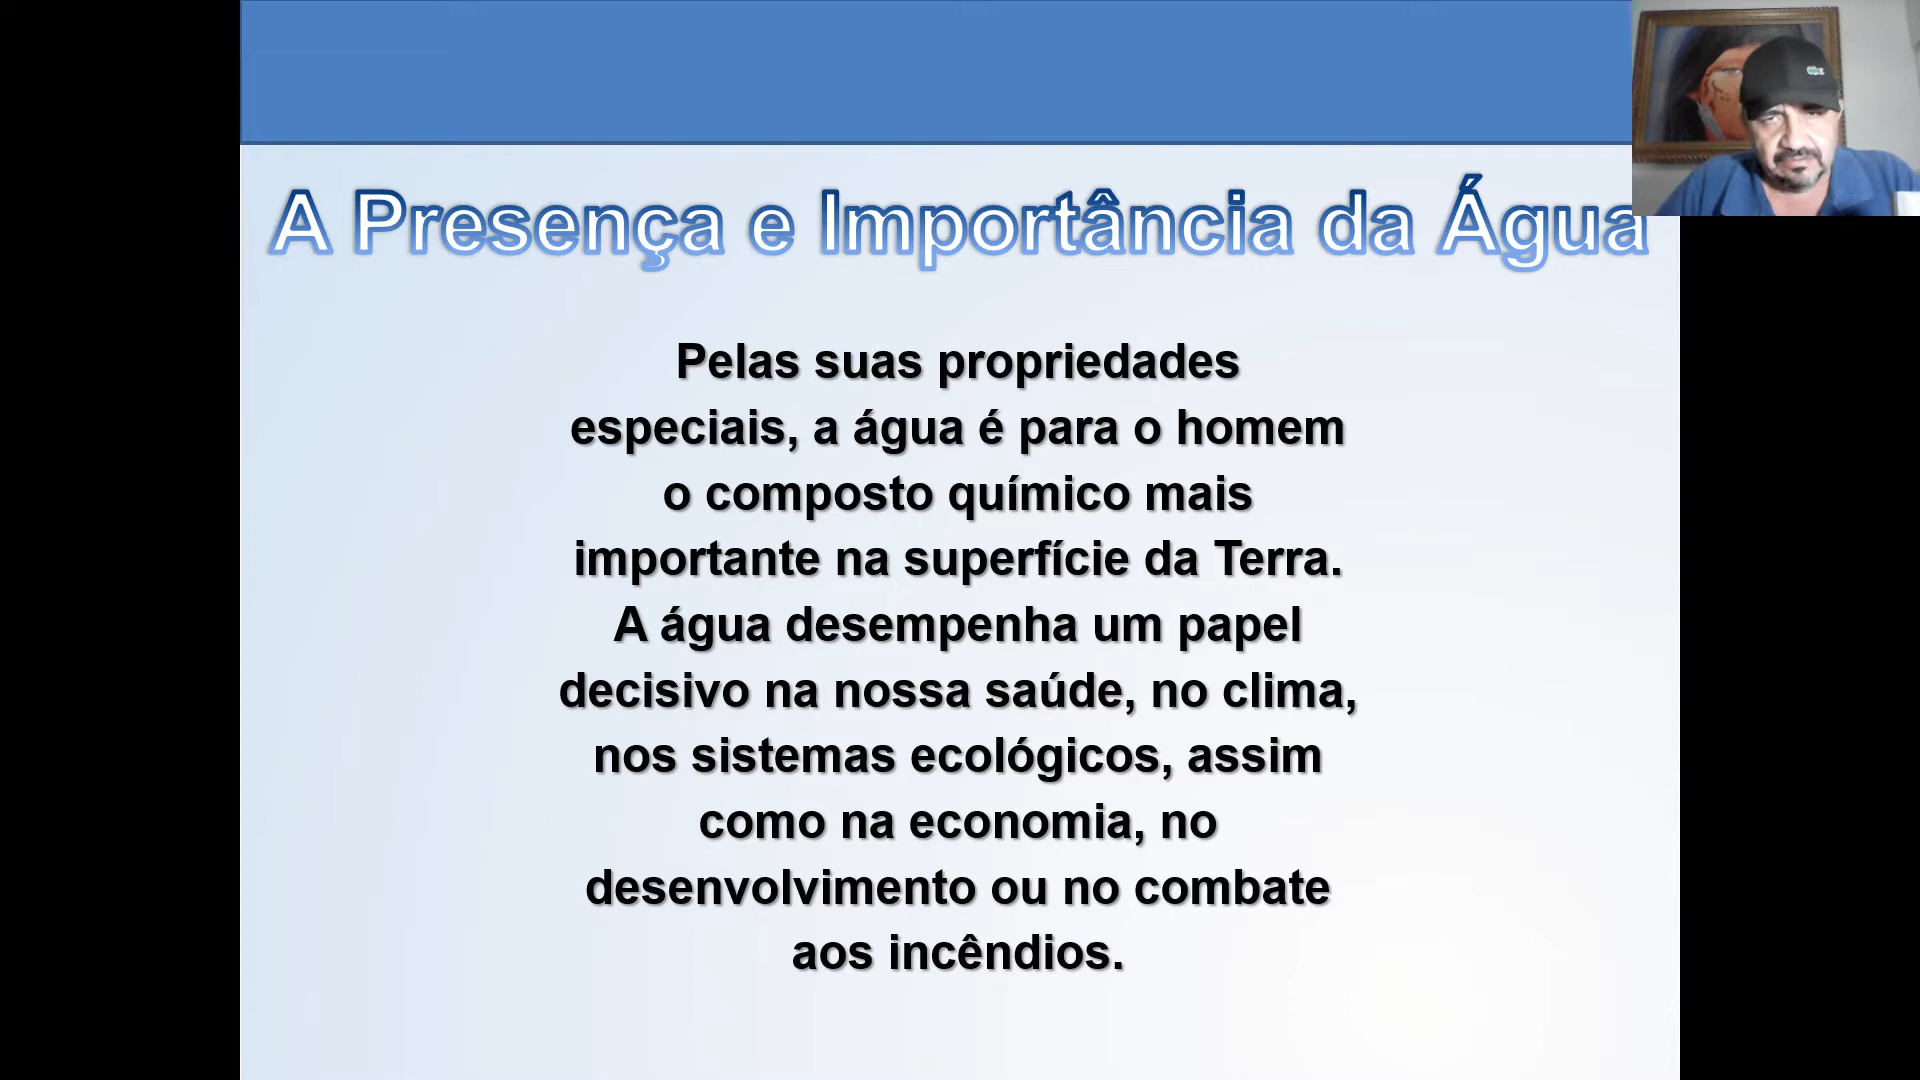 A Presença e Importância da Água
Pelas suas propriedades
especiais, a água é para o homem
o composto químico mais
importante na superfície da Terra.
A água desempenha um papel
decisivo na nossa saúde, no clima,
nos sistemas ecológicos, assim
como na economia, no
desenvolvimento ou no combate
aos incêndios.